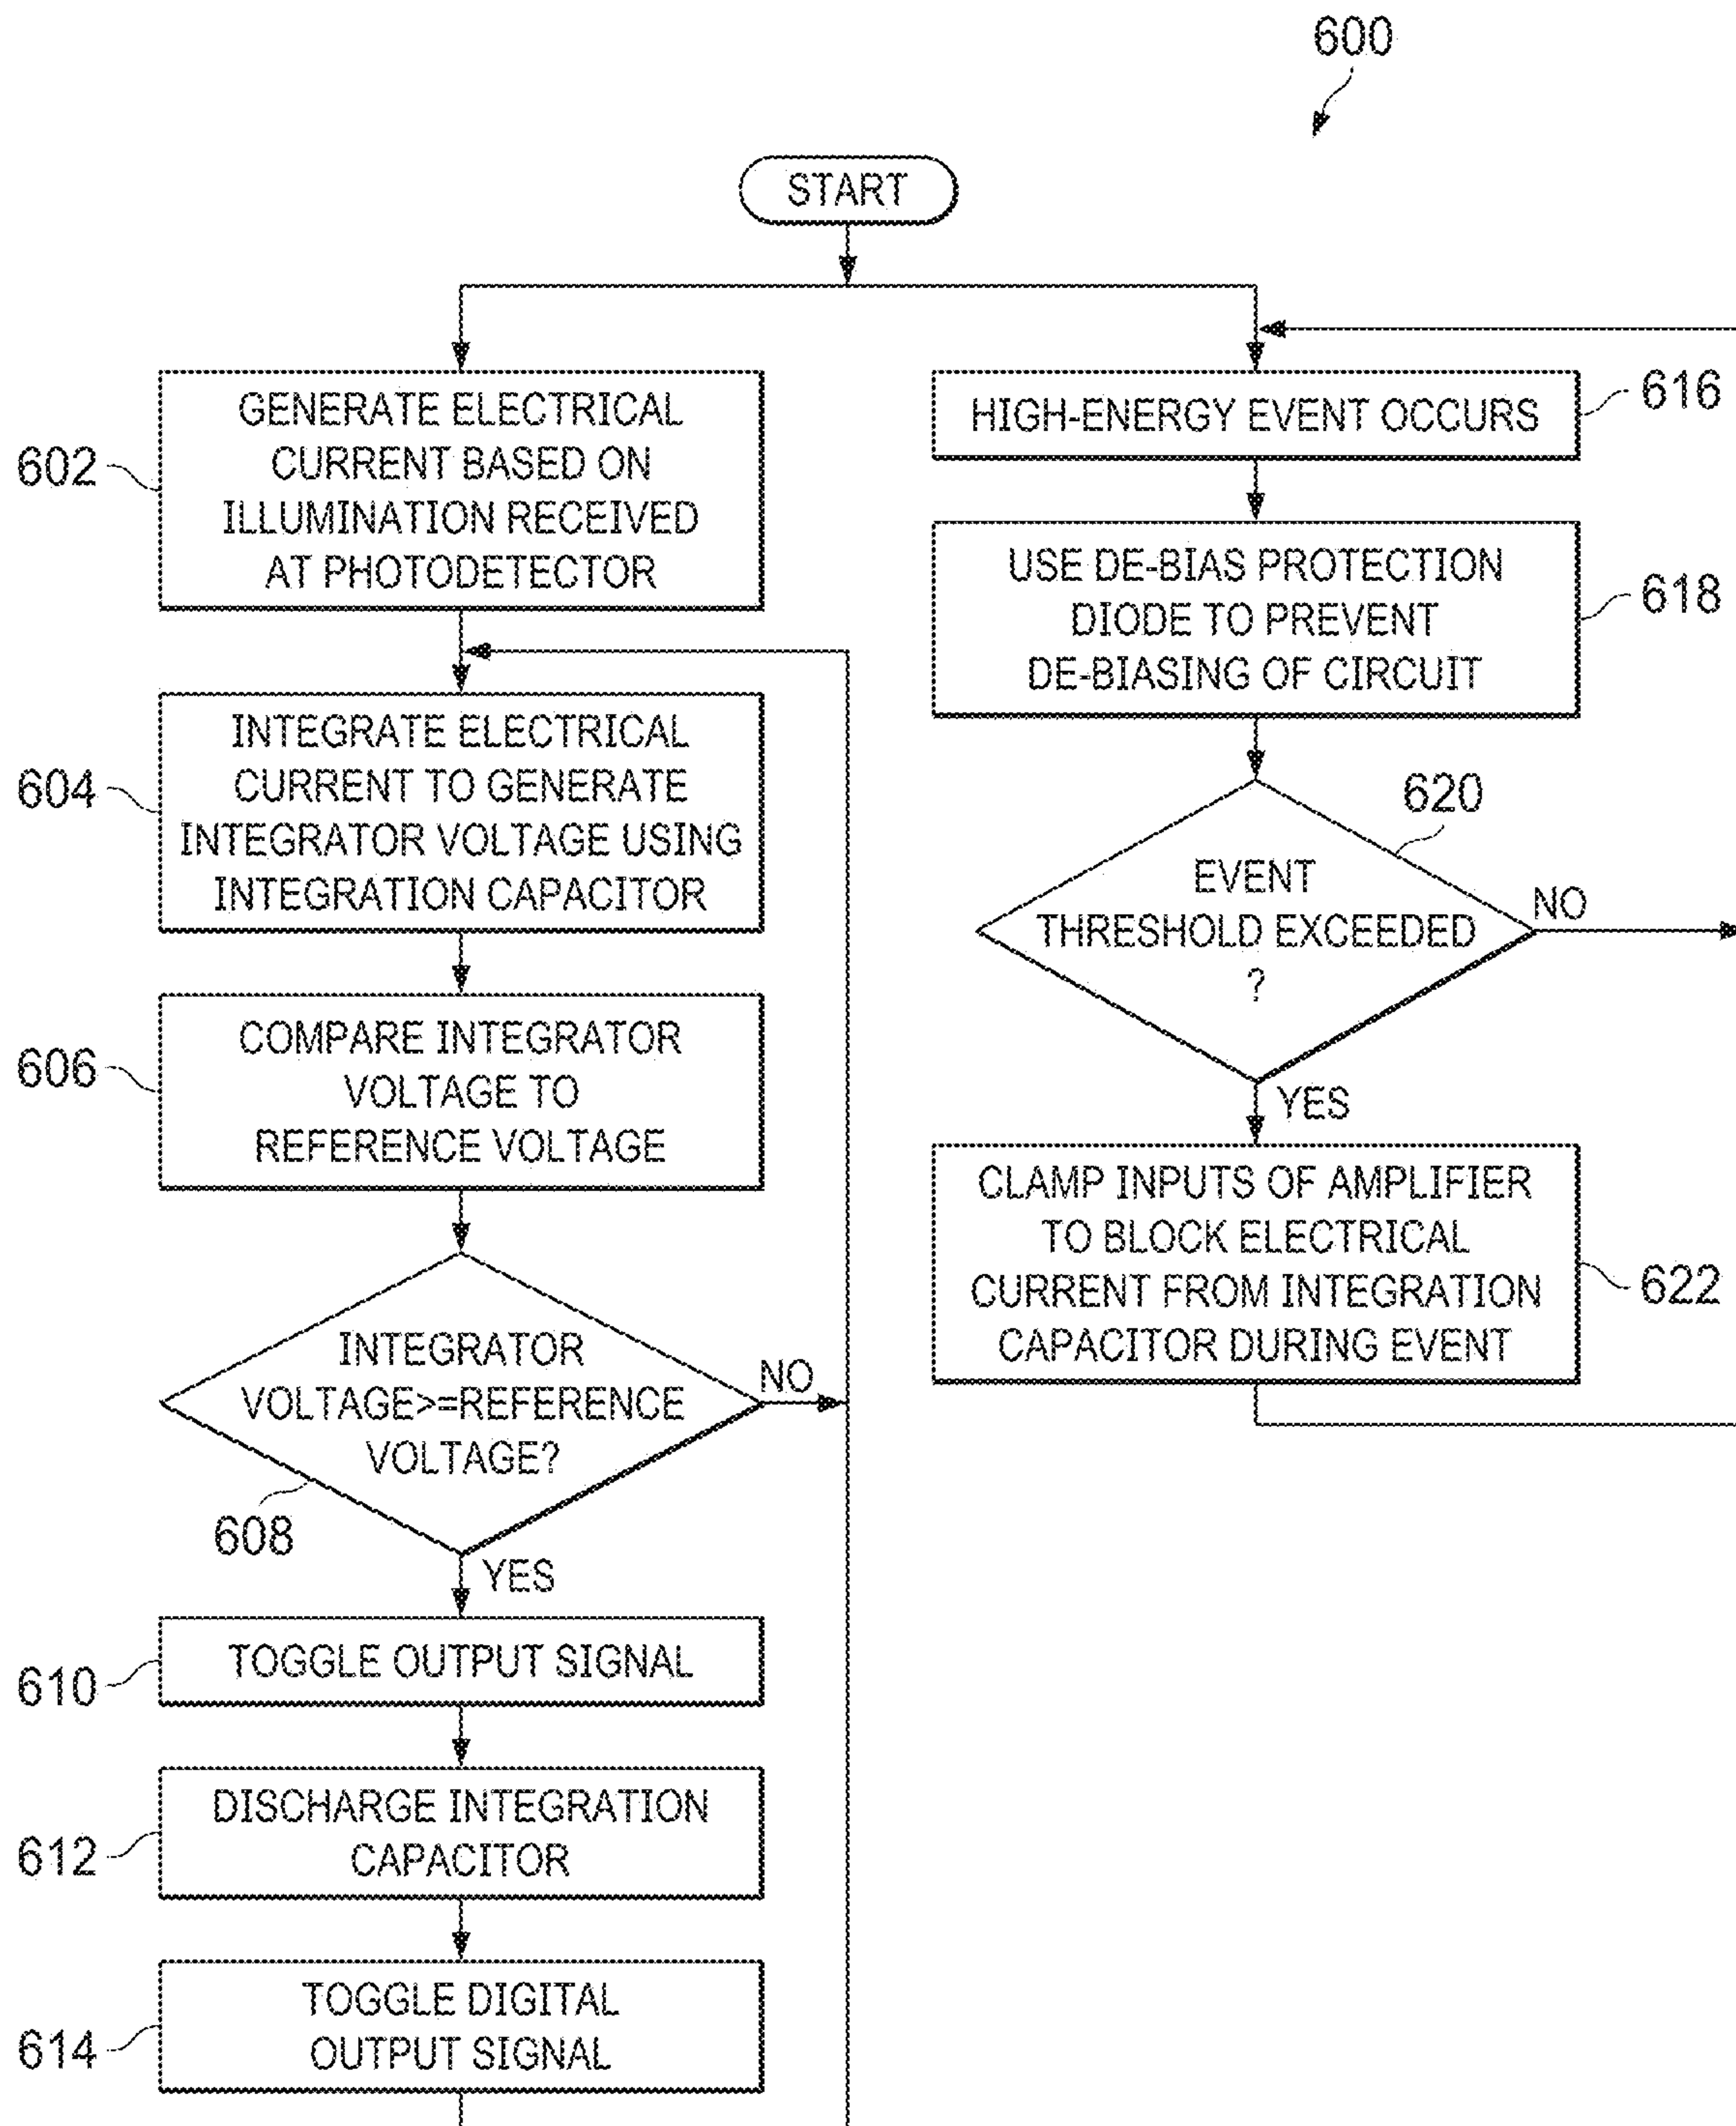 600
START
602
GENERATE ELECTRICAL
CURRENT BASED ON
ILLUMINATION RECEIVED
AT PHOTODETECTOR
604
INTEGRATE ELECTRICAL
CURRENT TO GENERATE
INTEGRATOR VOLTAGE USING
INTEGRATION CAPACITOR
606
COMPARE INTEGRATOR
VOLTAGE TO
REFERENCE VOLTAGE
INTEGRATOR
VOLTAGE>=REFERENCE
VOLTAGE?
NO
608
YES
610
TOGGLE OUTPUT SIGNAL
612
DISCHARGE INTEGRATION
CAPACITOR
614
TOGGLE DIGITAL
OUTPUT SIGNAL
HIGH-ENERGY EVENT OCCURS
616
USE DE-BIAS PROTECTION
DIODE TO PREVENT
DE-BIASING OF CIRCUIT
618
620
EVENT
THRESHOLD EXCEEDED
?
NO
YES
CLAMP INPUTS OF AMPLIFIER
TO BLOCK ELECTRICAL
CURRENT FROM INTEGRATION
CAPACITOR DURING EVENT
622